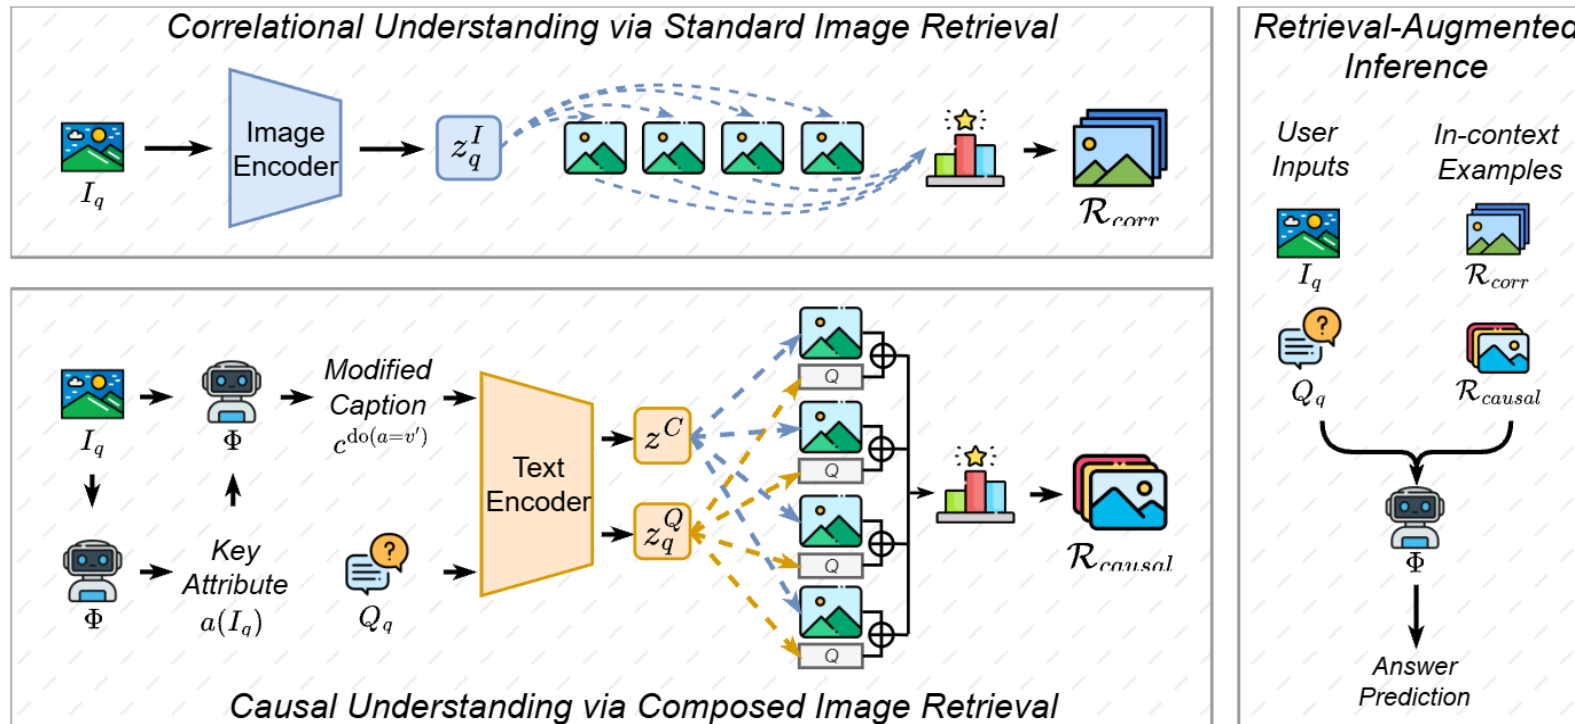 Correlational Understanding via Standard Image Retrieval
I_q
Image
Encoder
z_q^I
R_corr
I_q
Φ
Modified
Caption
c^do(a=v′)
Φ
Key
Attribute
a(I_q)
Q_q
Text
Encoder
z^C
z_q^Q
Q
Q
Q
Q
R_causal
Causal Understanding via Composed Image Retrieval
Retrieval-Augmented
Inference
User
Inputs
In-context
Examples
I_q
R_corr
Q_q
R_causal
Φ
Answer
Prediction